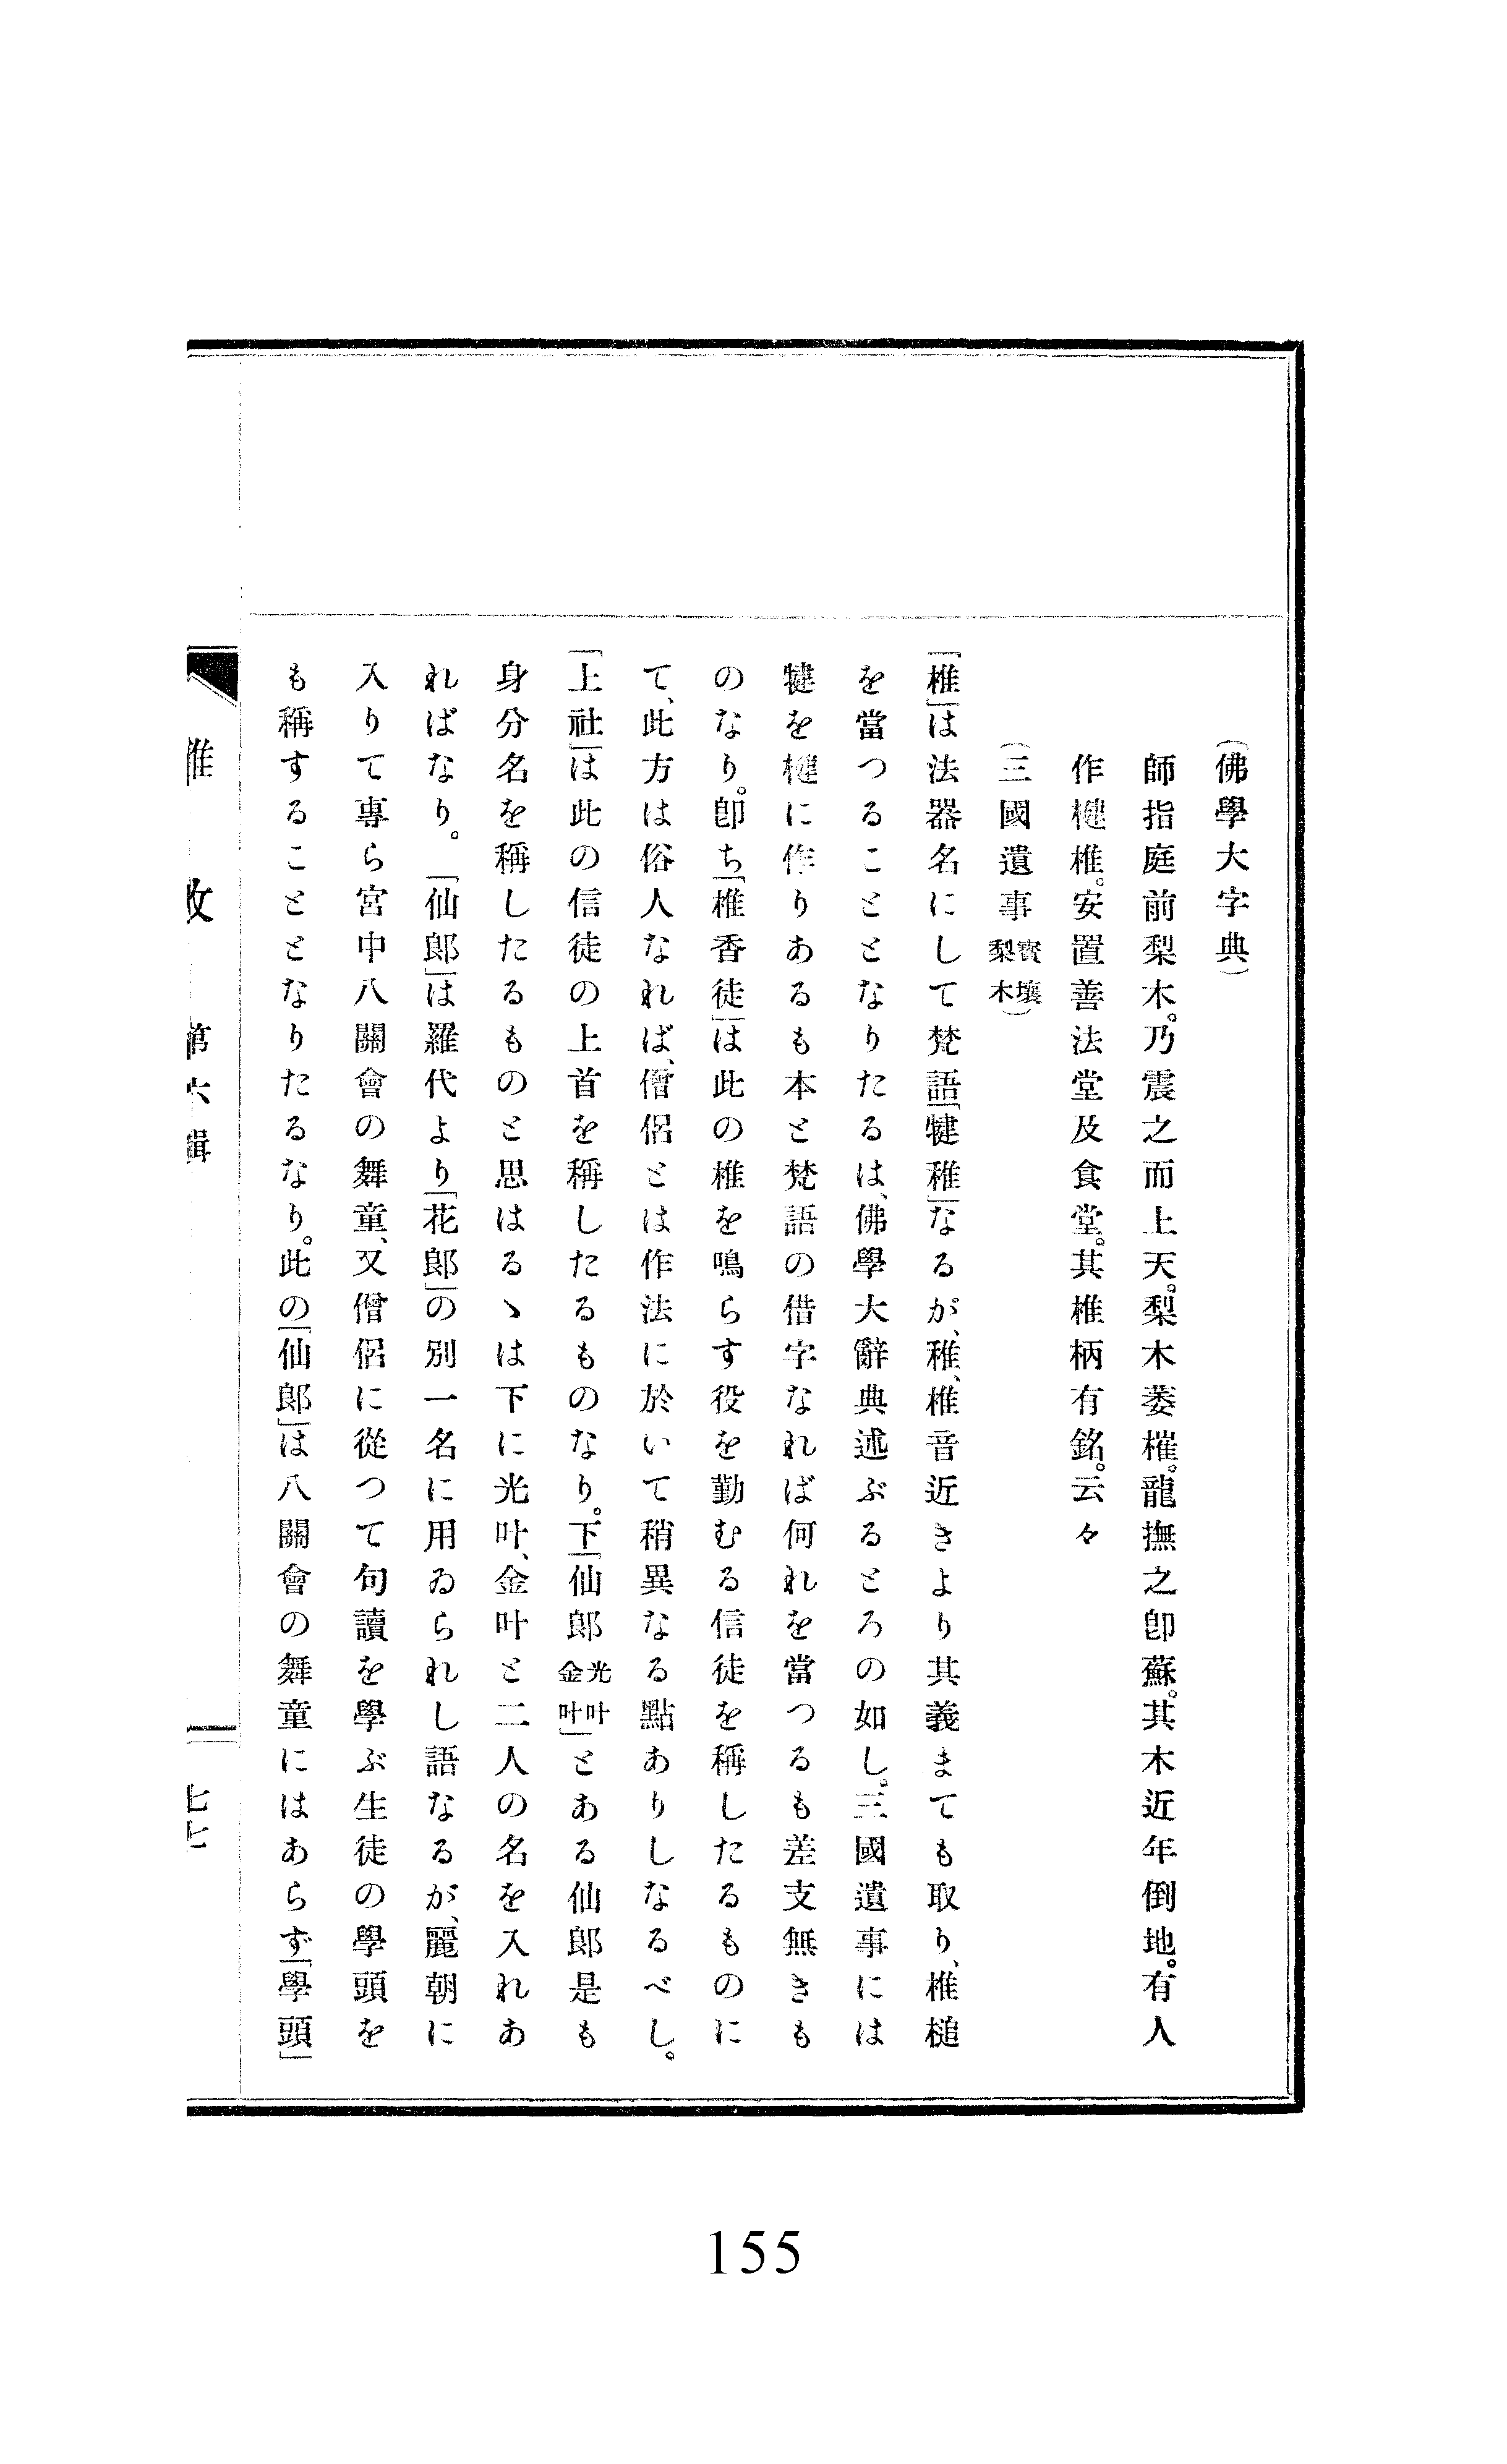 (佛學大字典)
師指庭前梨木。乃震之而上天。梨木萎摧。龍撫之卽蘇。其木近年倒地。有人
作楗椎。安置善法堂及食堂。其椎柄有銘。云々
(三國遺事 寳壤梨木)
「椎」は法器名にして梵語「犍稚」なるが、稚、椎音近きより其義までも取り、椎槌
を當つることとなりたるは、佛學大辭典述ぶるとろの如し。三國遺事には
犍を楗に作りあるも本と梵語の借字なれば何れを當つるも差支無きも
のなり。卽ち「椎香徒」は此の椎を鳴らす役を勤むる信徒を稱したるものに
て、此方は俗人なれば、僧侶とは作法に於いて稍異なる點ありしなるべし。
「上社」は此の信徒の上首を稱したるものなり。下「仙郞 光叶金叶」とある仙郞是も
身分名を稱したるものと思はるゝは下に光叶、金叶と二人の名を入れあ
ればなり。「仙郞」は羅代より「花郞」の別一名に用ゐられし語なるが、麗朝に
入りて專ら宮中八關會の舞童、又僧侶に從つて句讀を學ぶ生徒の學頭を
も稱することとなりたるなり。此の「仙郞」は八關會の舞童にはあらず「學頭」
雅攷 第六輯 七七
155